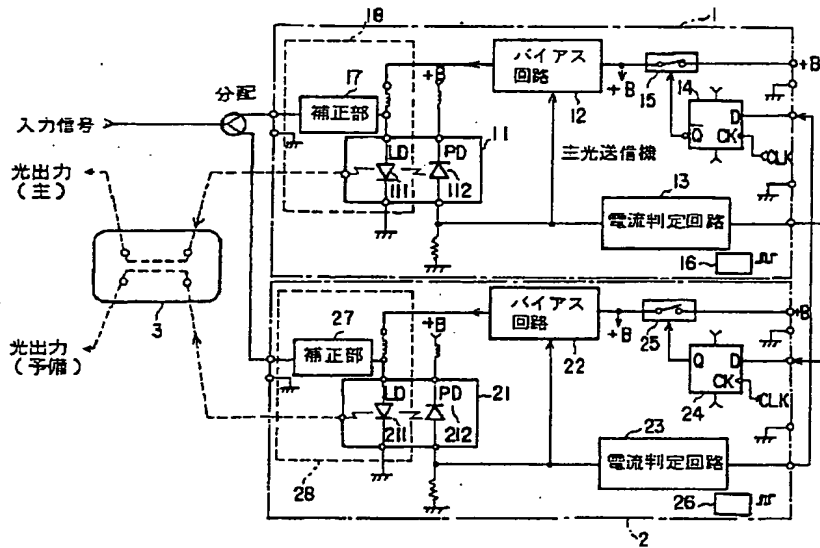 18
1
バイアス
回路
12
+B
+B
15
+B
分配
17
補正部
入力信号
14
D
Q̅
CK
CLK
主光送信機
11
LD
PD
111
112
光出力
(主)
13
電流判定回路
16
3
光出力
(予備)
バイアス
回路
22
+B
+B
25
+B
27
補正部
Q
D
CK
24
CLK
21
LD
PD
211
212
23
電流判定回路
28
26
2